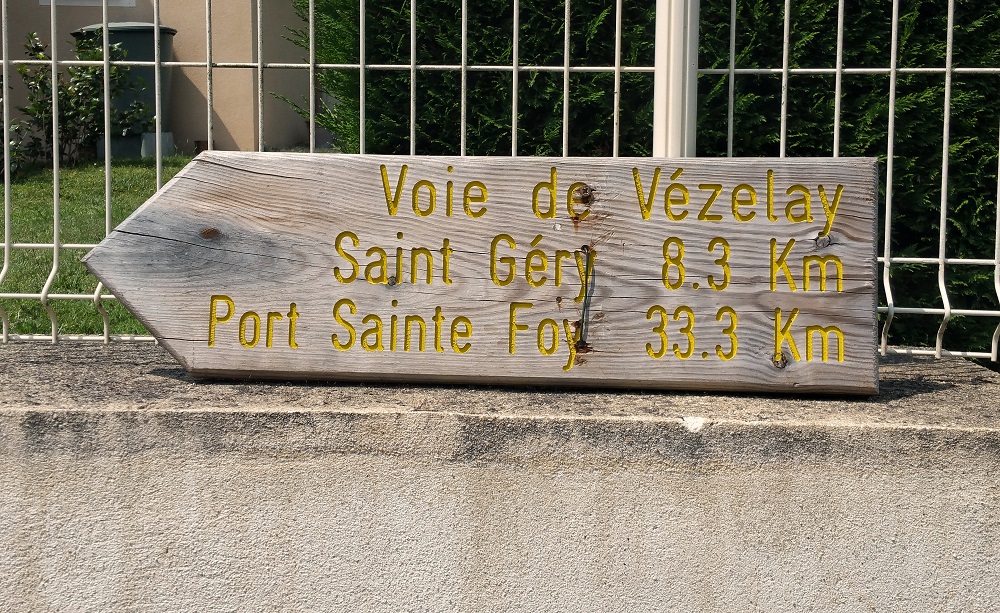 Voie de Vézelay
Saint Géry 8.3 Km
Port Sainte Foy 33.3 Km